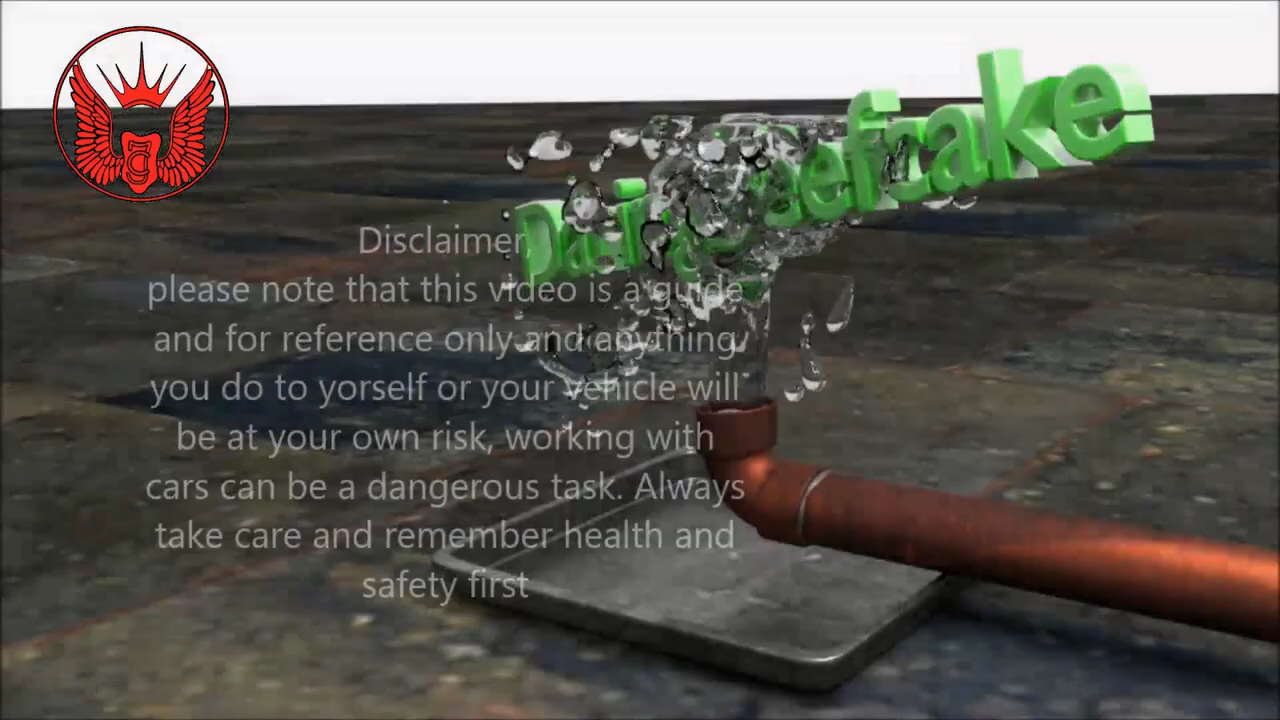 Disclaimer
please note that this video is a guide
and for reference only and anything
you do to yorself or your vehicle will
be at your own risk, working with
cars can be a dangerous task. Always
take care and remember health and
safety first